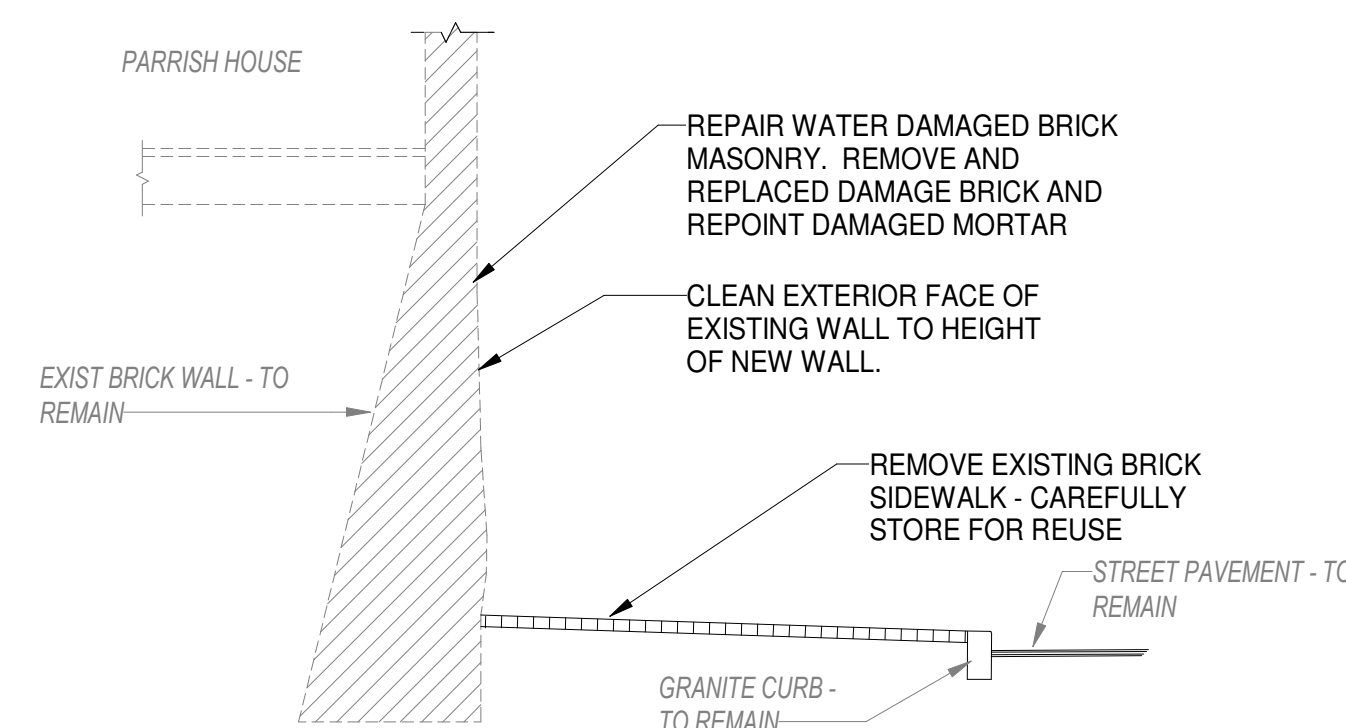 PARRISH HOUSE
REPAIR WATER DAMAGED BRICK
MASONRY.  REMOVE AND
REPLACED DAMAGE BRICK AND
REPOINT DAMAGED MORTAR
CLEAN EXTERIOR FACE OF
EXISTING WALL TO HEIGHT
OF NEW WALL.
EXIST BRICK WALL - TO
REMAIN
REMOVE EXISTING BRICK
SIDEWALK - CAREFULLY
STORE FOR REUSE
STREET PAVEMENT - TO
REMAIN
GRANITE CURB -
TO REMAIN